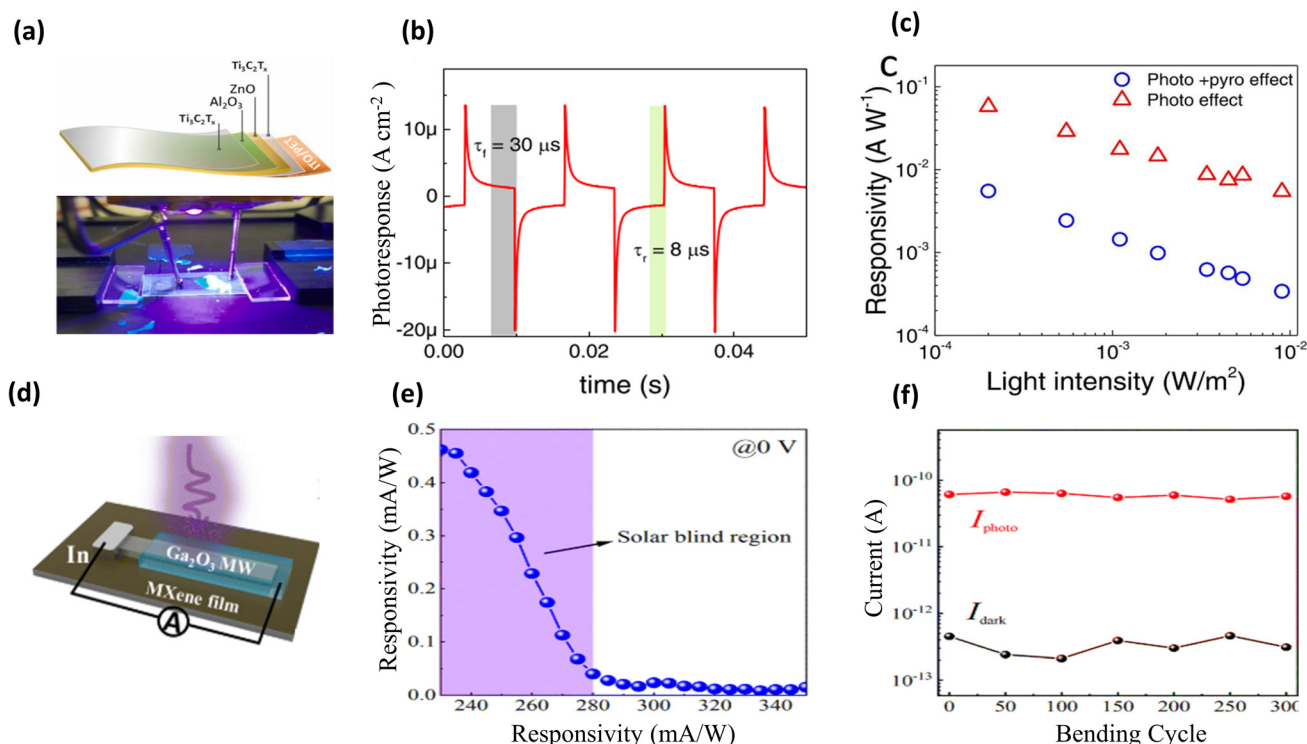 (a)
Ti₃C₂Tₓ
ZnO
Al₂O₃
Ti₃C₂Tₓ
ITO/PET
(b)
Photoresponse (A cm⁻²)
10μ
0
-10μ
-20μ
τf = 30 μs
τr = 8 μs
0.00
0.02
0.04
time (s)
(c)
C
Responsivity (A W⁻¹)
10⁻¹
10⁻²
10⁻³
10⁻⁴
Photo +pyro effect
Photo effect
10⁻⁴
10⁻³
10⁻²
Light intensity (W/m²)
(d)
In
Ga₂O₃ MW
MXene film
A
(e)
Responsivity (mA/W)
0.5
0.4
0.3
0.2
0.1
0.0
@0 V
Solar blind region
240
260
280
300
320
340
Responsivity (mA/W)
(f)
Current (A)
10⁻¹⁰
10⁻¹¹
10⁻¹²
10⁻¹³
Iphoto
Idark
0
50
100
150
200
250
300
Bending Cycle